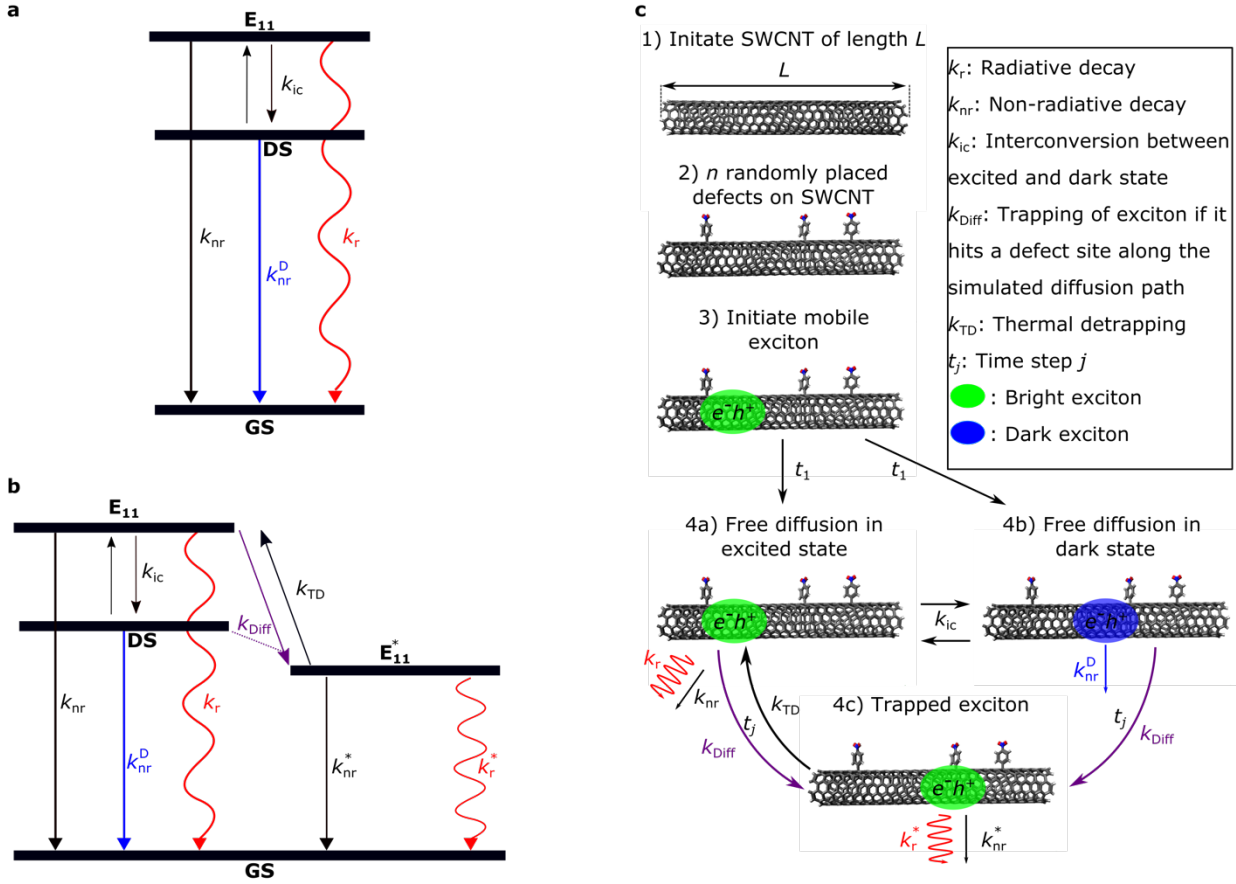 a
E11
kic
DS
knr
kDnr
kr
GS
b
E11
kic
kTD
kDiff
DS
E*11
knr
kr
kDnr
k*nr
k*r
GS
c
1) Initate SWCNT of length L
L
2) n randomly placed
defects on SWCNT
3) Initiate mobile
exciton
e⁻h⁺
t1
t1
kr: Radiative decay
knr: Non-radiative decay
kic: Interconversion between
excited and dark state
kDiff: Trapping of exciton if it
hits a defect site along the
simulated diffusion path
kTD: Thermal detrapping
tj: Time step j
: Bright exciton
: Dark exciton
4a) Free diffusion in
excited state
4b) Free diffusion in
dark state
e⁻h⁺
kic
e⁻h⁺
kr
knr
kDnr
kTD
tj
kDiff
4c) Trapped exciton
tj
kDiff
e⁻h⁺
k*r
k*nr